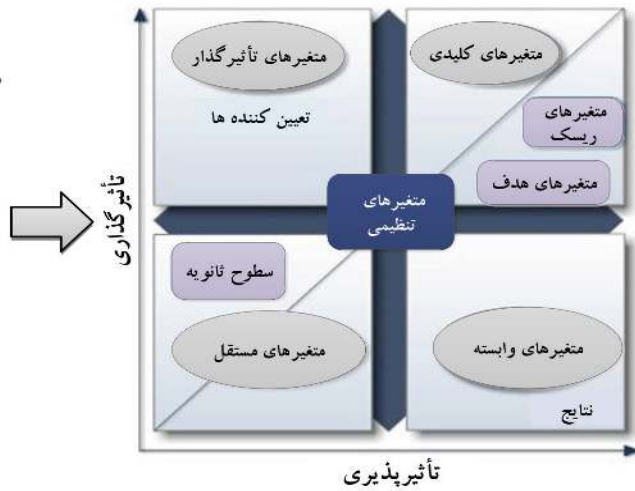 متغیرهای تأثیرگذار
تعیین کننده ها
متغیرهای کلیدی
متغیرهای
ریسک
متغیرهای هدف
متغیرهای
تنظیمی
تأثیرگذاری
سطوح ثانویه
متغیرهای مستقل
متغیرهای وابسته
نتایج
تأثیرپذیری